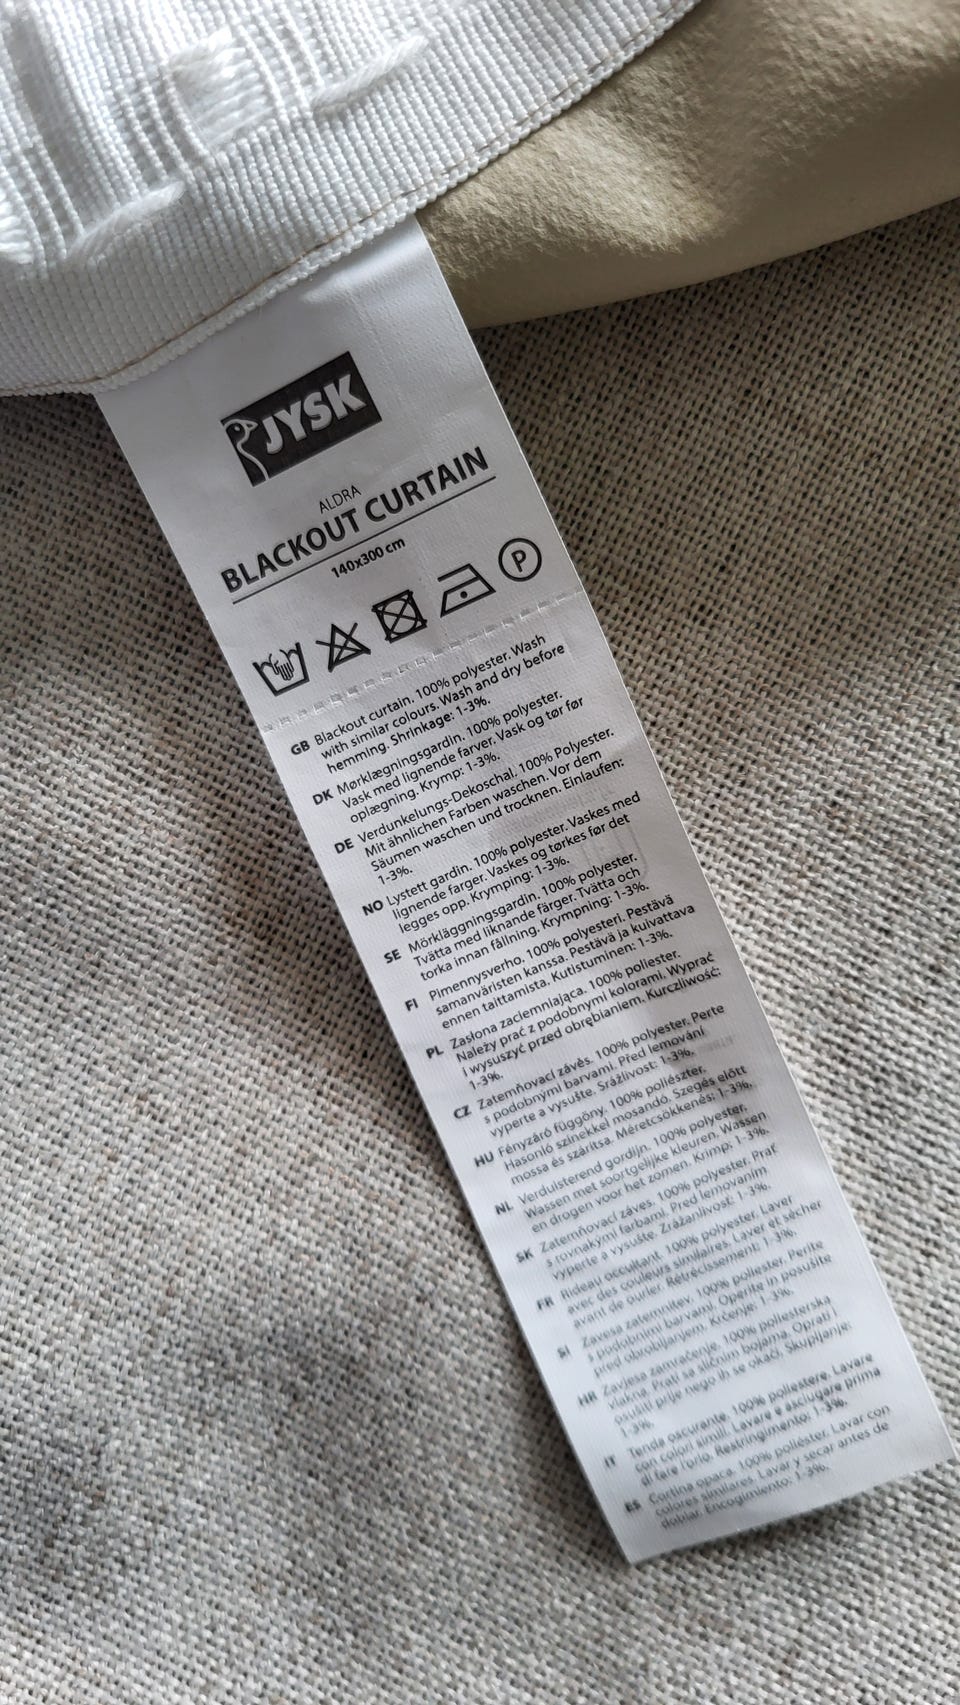 JYSK
ALDRA
BLACKOUT CURTAIN
140x300 cm
P
GB Blackout curtain. 100% polyester. Wash
with similar colours. Wash and dry before
hemming. Shrinkage: 1-3%.
DK Mørklægningsgardin. 100% polyester.
Vask med lignende farver. Vask og tør før
oplægning. Krymp: 1-3%.
DE Verdunkelungs-Dekoschal. 100% Polyester.
Mit ähnlichen Farben waschen. Vor dem
Säumen waschen und trocknen. Einlaufen:
1-3%.
NO Lystett gardin. 100% polyester. Vaskes med
lignende farger. Vaskes og tørkes før det
legges opp. Krymping: 1-3%.
SE Mörkläggningsgardin. 100% polyester.
Tvätta med liknande färger. Tvätta och
torka innan fållning. Krympning: 1-3%.
FI Pimennysverho. 100% polyesteri. Pestävä
samanväristen kanssa. Pestävä ja kuivattava
ennen taittamista. Kutistuminen: 1-3%.
PL Zasłona zaciemniająca. 100% poliester.
Należy prać z podobnymi kolorami. Wyprać
i wysuszyć przed obrębianiem. Kurczliwość:
1-3%.
CZ Zatemňovací závěs. 100% polyester. Perte
s podobnými barvami. Před lemování
vyperte a vysušte. Srážlivost: 1-3%.
HU Fényzáró függöny. 100% poliészter.
Hasonló színekkel mosandó. Szegés előtt
mossa és szárítsa. Méretcsökkenés: 1-3%.
NL Verduisterend gordijn. 100% polyester.
Wassen met soortgelijke kleuren. Wassen
en drogen voor het zomen. Krimp: 1-3%.
SK Zatemňovací záves. 100% polyester. Prať
s rovnakými farbami. Pred lemovaním
vyperte a vysušte. Zrážanlivosť: 1-3%.
FR Rideau occultant. 100% polyester. Laver
avec des couleurs similaires. Laver et sécher
avant de ourler. Rétrécissement: 1-3%.
SI Zavesa zatemnitev. 100% poliester. Perite
s podobnimi barvami. Operite in posušite
pred obrobljanjem. Krčenje: 1-3%.
HR Zavjesa zamračenje. 100% poliesterska
vlakna. Prati sa sličnim bojama. Oprati i
osušiti prije nego ih se okači. Skupljanje:
1-3%.
IT Tenda oscurante. 100% poliestere. Lavare
con colori simili. Lavare e asciugare prima
di fare l'orlo. Restringimento: 1-3%.
ES Cortina opaca. 100% poliéster. Lavar con
colores similares. Lavar y secar antes de
doblar. Encogimiento: 1-3%.